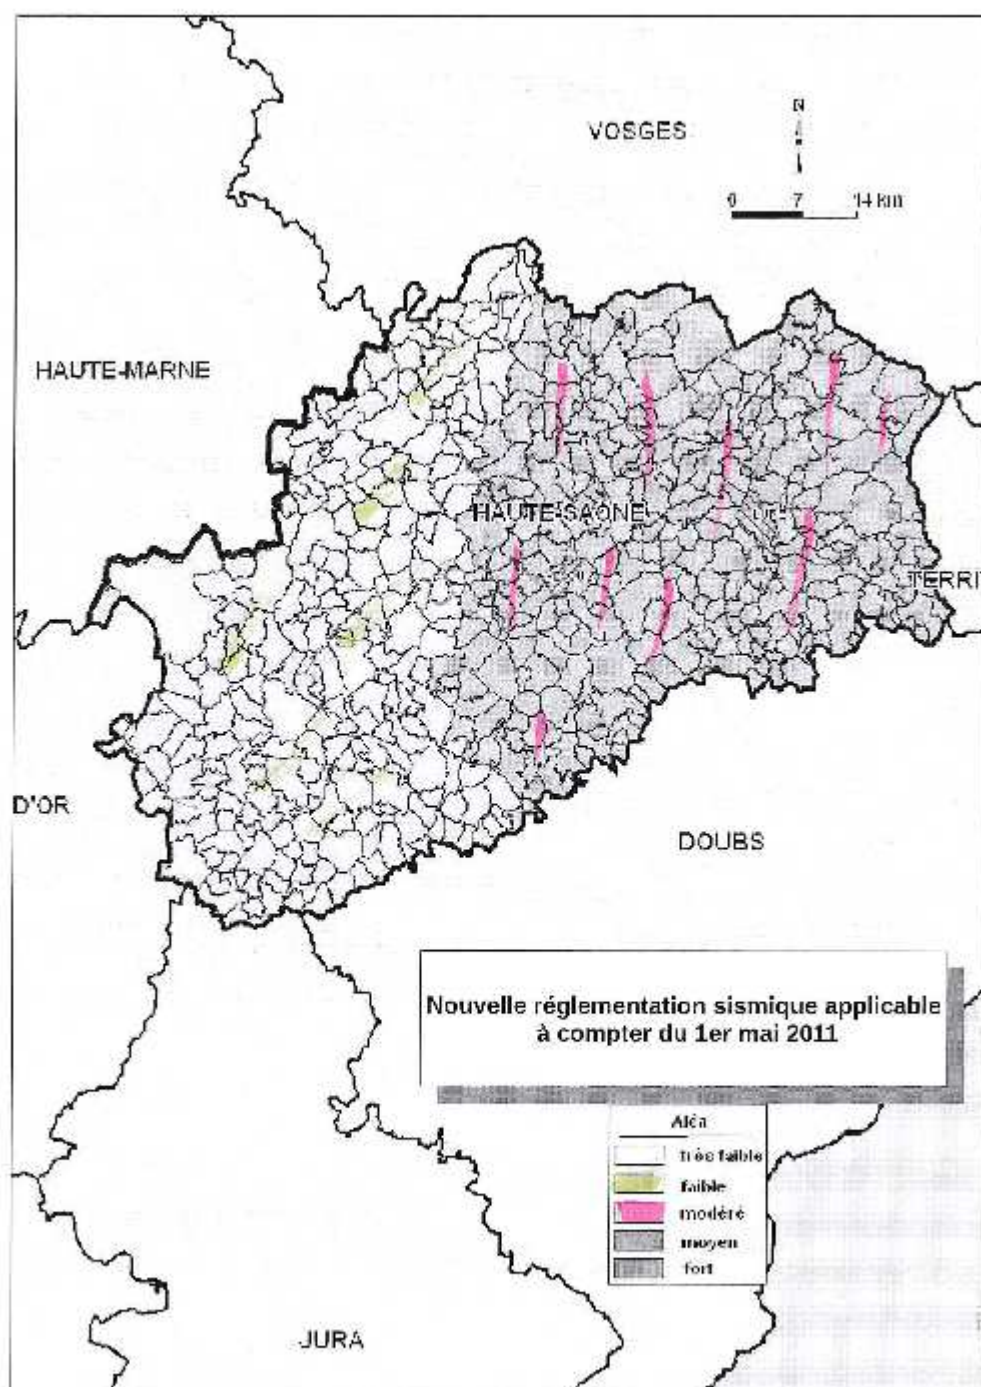 VOSGES
N
0 7 14 km
HAUTE-MARNE
HAUTE-SAONE
TERRI
D'OR
DOUBS
Nouvelle réglementation sismique applicable
à compter du 1er mai 2011
Aléa
très faible
faible
modéré
moyen
fort
JURA